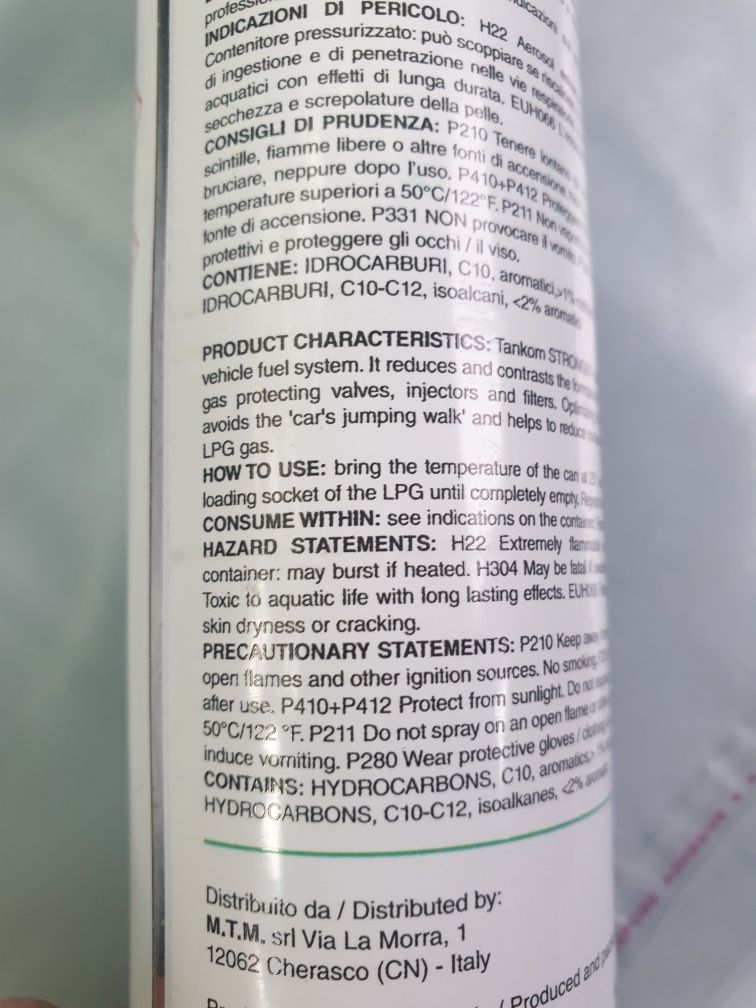 INDICAZIONI DI PERICOLO: H22 Aerosol
Contenitore pressurizzato: può scoppiare se
di ingestione e di penetrazione nelle vie
acquatici con effetti di lunga durata. EUH066
secchezza e screpolature della pelle.
CONSIGLI DI PRUDENZA: P210 Tenere lontano
scintille, fiamme libere o altre fonti di accensione.
bruciare, neppure dopo l'uso. P410+P412
temperature superiori a 50°C/122°F. P211 Non
fonte di accensione. P331 NON provocare il vomito.
protettivi e proteggere gli occhi / il viso.
CONTIENE: IDROCARBURI, C10, aromatici,>1%
IDROCARBURI, C10-C12, isoalcani, <2% aromatici
PRODUCT CHARACTERISTICS: Tankom STRONG
vehicle fuel system. It reduces and contrasts the
gas protecting valves, injectors and filters.
avoids the 'car's jumping walk' and helps to reduce
LPG gas.
HOW TO USE: bring the temperature of the can at
loading socket of the LPG until completely empty.
CONSUME WITHIN: see indications on the container.
HAZARD STATEMENTS: H22 Extremely flammable
container: may burst if heated. H304 May be fatal if
Toxic to aquatic life with long lasting effects. EUH066
skin dryness or cracking.
PRECAUTIONARY STATEMENTS: P210 Keep away
open flames and other ignition sources. No smoking.
after use. P410+P412 Protect from sunlight. Do not
50°C/122 °F. P211 Do not spray on an open flame or
induce vorniting. P280 Wear protective gloves /
CONTAINS: HYDROCARBONS, C10, aromatics,>
HYDROCARBONS, C10-C12, isoalkanes, <2%
Distribuito da / Distributed by:
M.T.M. srl Via La Morra, 1
12062 Cherasco (CN) - Italy
/ Produced and